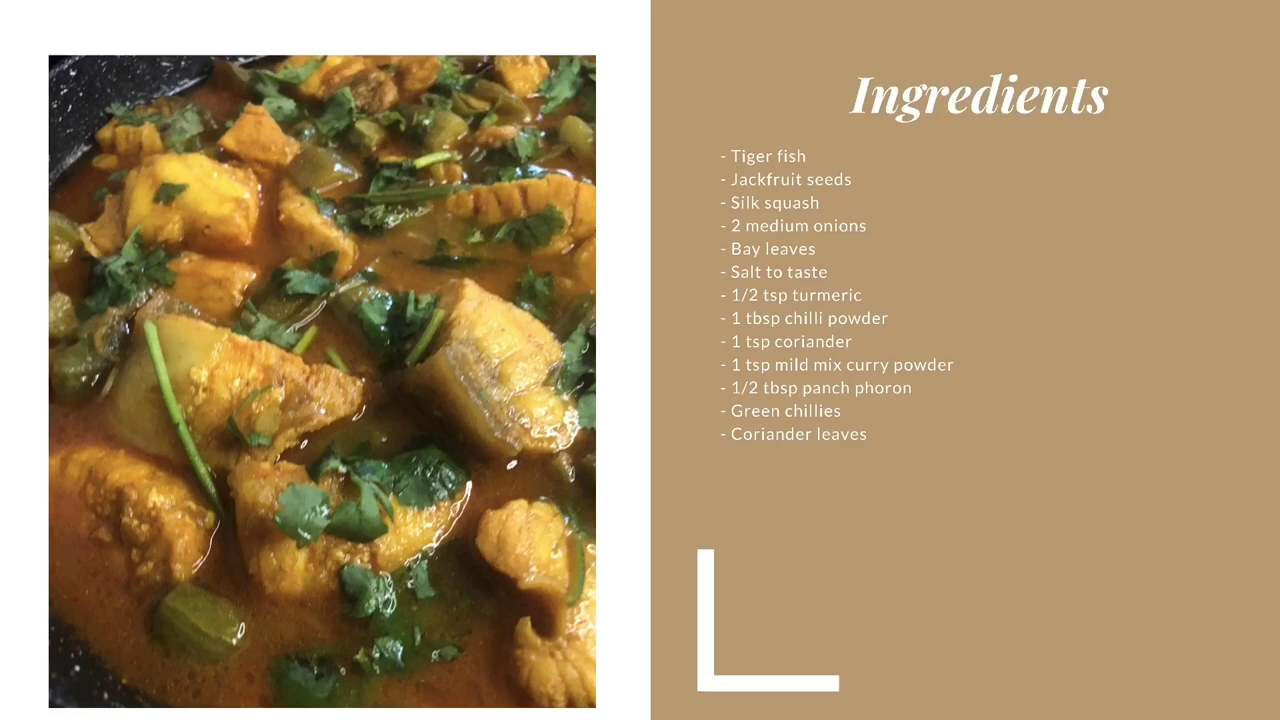 Ingredients
- Tiger fish
- Jackfruit seeds
- Silk squash
- 2 medium onions
- Bay leaves
- Salt to taste
- 1/2 tsp turmeric
- 1 tbsp chilli powder
- 1 tsp coriander
- 1 tsp mild mix curry powder
- 1/2 tbsp panch phoron
- Green chillies
- Coriander leaves